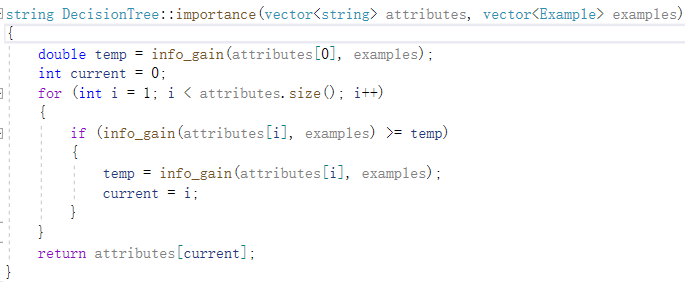 string DecisionTree::importance(vector<string> attributes, vector<Example> examples)
{
    double temp = info_gain(attributes[0], examples);
    int current = 0;
    for (int i = 1; i < attributes.size(); i++)
    {
        if (info_gain(attributes[i], examples) >= temp)
        {
            temp = info_gain(attributes[i], examples);
            current = i;
        }
    }
    return attributes[current];
}